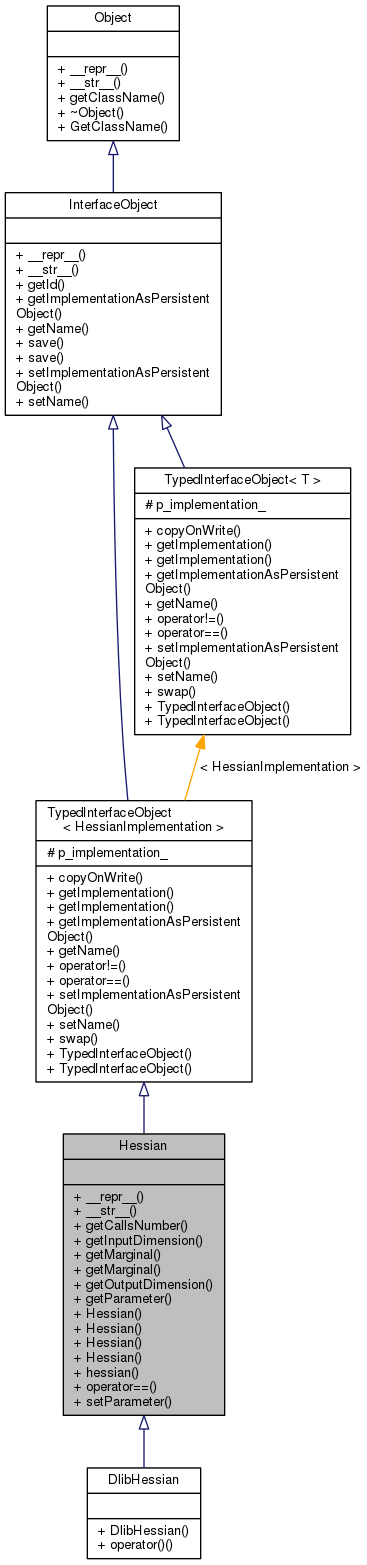 Object
+ __repr__()
+ __str__()
+ getClassName()
+ ~Object()
+ GetClassName()
InterfaceObject
+ __repr__()
+ __str__()
+ getId()
+ getImplementationAsPersistent
Object()
+ getName()
+ save()
+ save()
+ setImplementationAsPersistent
Object()
+ setName()
TypedInterfaceObject< T >
# p_implementation_
+ copyOnWrite()
+ getImplementation()
+ getImplementation()
+ getImplementationAsPersistent
Object()
+ getName()
+ operator!=()
+ operator==()
+ setImplementationAsPersistent
Object()
+ setName()
+ swap()
+ TypedInterfaceObject()
+ TypedInterfaceObject()
< HessianImplementation >
TypedInterfaceObject
< HessianImplementation >
# p_implementation_
+ copyOnWrite()
+ getImplementation()
+ getImplementation()
+ getImplementationAsPersistent
Object()
+ getName()
+ operator!=()
+ operator==()
+ setImplementationAsPersistent
Object()
+ setName()
+ swap()
+ TypedInterfaceObject()
+ TypedInterfaceObject()
Hessian
+ __repr__()
+ __str__()
+ getCallsNumber()
+ getInputDimension()
+ getMarginal()
+ getMarginal()
+ getOutputDimension()
+ getParameter()
+ Hessian()
+ Hessian()
+ Hessian()
+ Hessian()
+ hessian()
+ operator==()
+ setParameter()
DlibHessian
+ DlibHessian()
+ operator()()